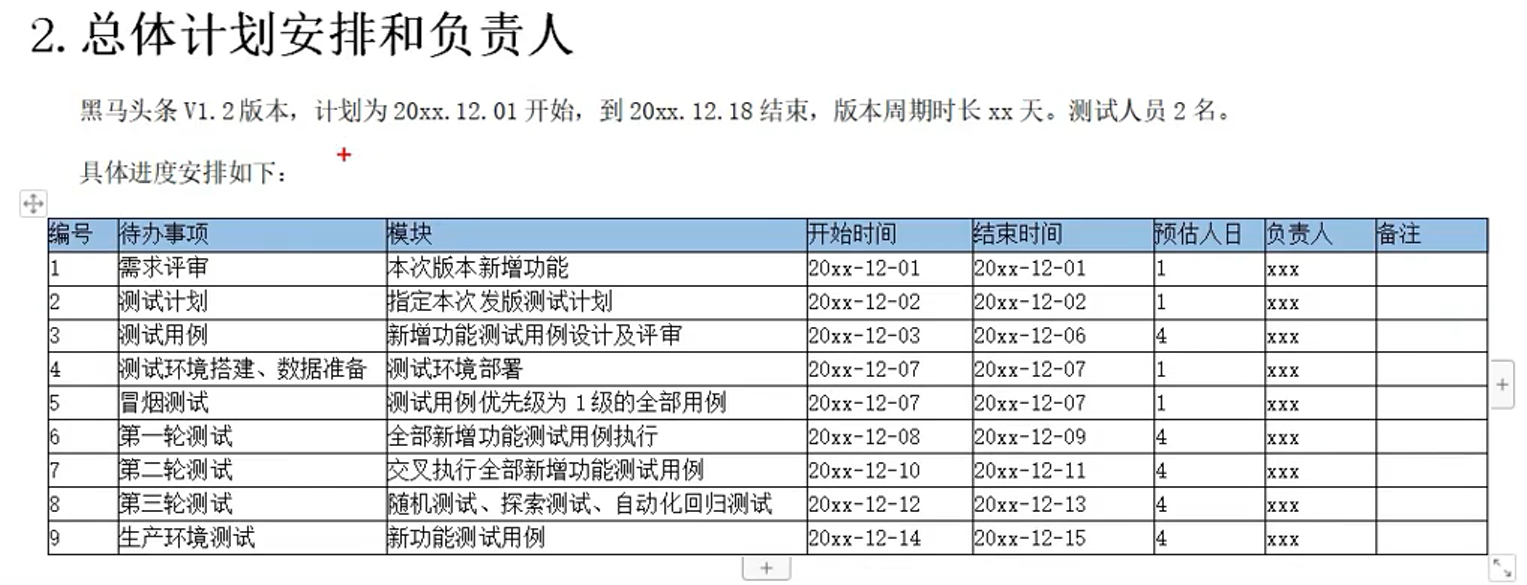 2. 总体计划安排和负责人
黑马头条 V1.2 版本，计划为 20xx.12.01 开始，到 20xx.12.18 结束，版本周期时长 xx 天。测试人员 2 名。
具体进度安排如下：
编号 待办事项 模块 开始时间 结束时间 预估人日 负责人 备注
1 需求评审 本次版本新增功能 20xx-12-01 20xx-12-01 1 xxx
2 测试计划 指定本次发版测试计划 20xx-12-02 20xx-12-02 1 xxx
3 测试用例 新增功能测试用例设计及评审 20xx-12-03 20xx-12-06 4 xxx
4 测试环境搭建、数据准备 测试环境部署 20xx-12-07 20xx-12-07 1 xxx
5 冒烟测试 测试用例优先级为 1 级的全部用例 20xx-12-07 20xx-12-07 1 xxx
6 第一轮测试 全部新增功能测试用例执行 20xx-12-08 20xx-12-09 4 xxx
7 第二轮测试 交叉执行全部新增功能测试用例 20xx-12-10 20xx-12-11 4 xxx
8 第三轮测试 随机测试、探索测试、自动化回归测试 20xx-12-12 20xx-12-13 4 xxx
9 生产环境测试 新功能测试用例 20xx-12-14 20xx-12-15 4 xxx